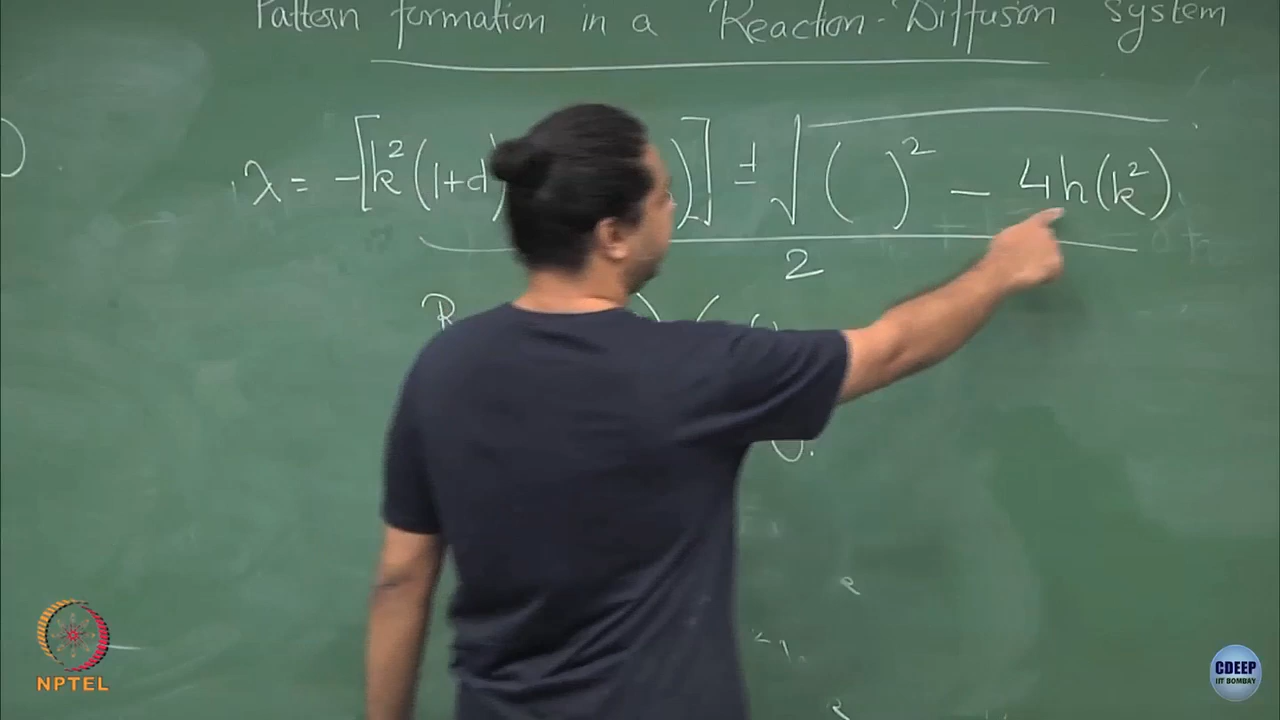 Pattern formation in a Reaction-Diffusion system
λ = -[k²(1+d) )] ± √( )² - 4h(k²)
2
R
NPTEL
CDEEP
IIT BOMBAY